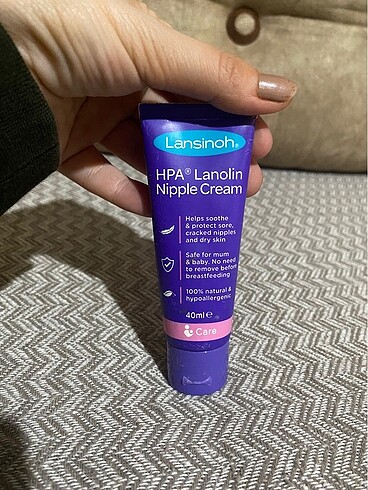 Lansinoh®
HPA® Lanolin
Nipple Cream
Helps soothe
& protect sore,
cracked nipples
and dry skin
Safe for mum
& baby. No need
to remove before
breastfeeding
100% natural &
hypoallergenic
40ml ℮
Care